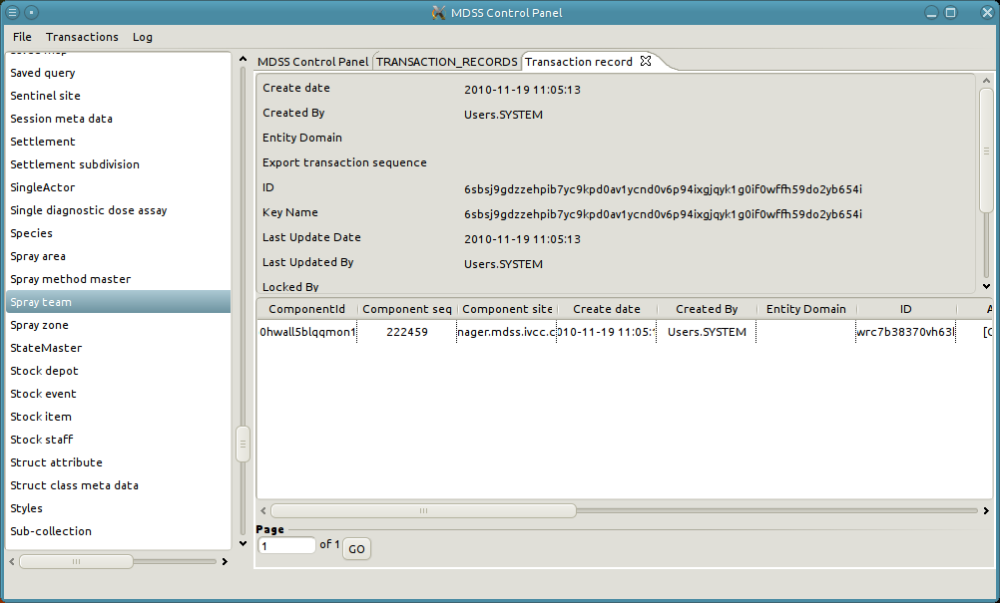 MDSS Control Panel
File Transactions Log
Saved query
Sentinel site
Session meta data
Settlement
Settlement subdivision
SingleActor
Single diagnostic dose assay
Species
Spray area
Spray method master
Spray team
Spray zone
StateMaster
Stock depot
Stock event
Stock item
Stock staff
Struct attribute
Struct class meta data
Styles
Sub-collection
MDSS Control Panel TRANSACTION_RECORDS Transaction record
Create date 2010-11-19 11:05:13
Created By Users.SYSTEM
Entity Domain
Export transaction sequence
ID 6sbsj9gdzzehpib7yc9kpd0av1ycnd0v6p94ixgjqyk1g0if0wffh59do2yb654i
Key Name 6sbsj9gdzzehpib7yc9kpd0av1ycnd0v6p94ixgjqyk1g0if0wffh59do2yb654i
Last Update Date 2010-11-19 11:05:13
Last Updated By Users.SYSTEM
Locked By
ComponentId Component seq Component site Create date Created By Entity Domain ID A
0hwall5blqqmon1 222459 nager.mdss.ivcc.c 010-11-19 11:05: Users.SYSTEM wrc7b38370vh63l
Page
1 of 1 GO